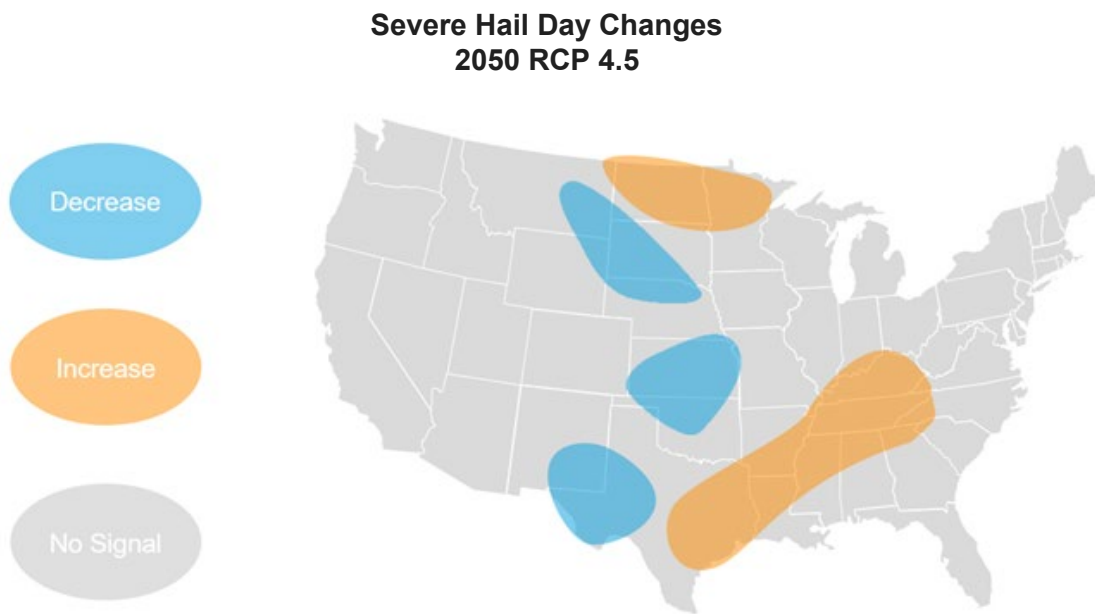 Severe Hail Day Changes
2050 RCP 4.5
Decrease
Increase
No Signal